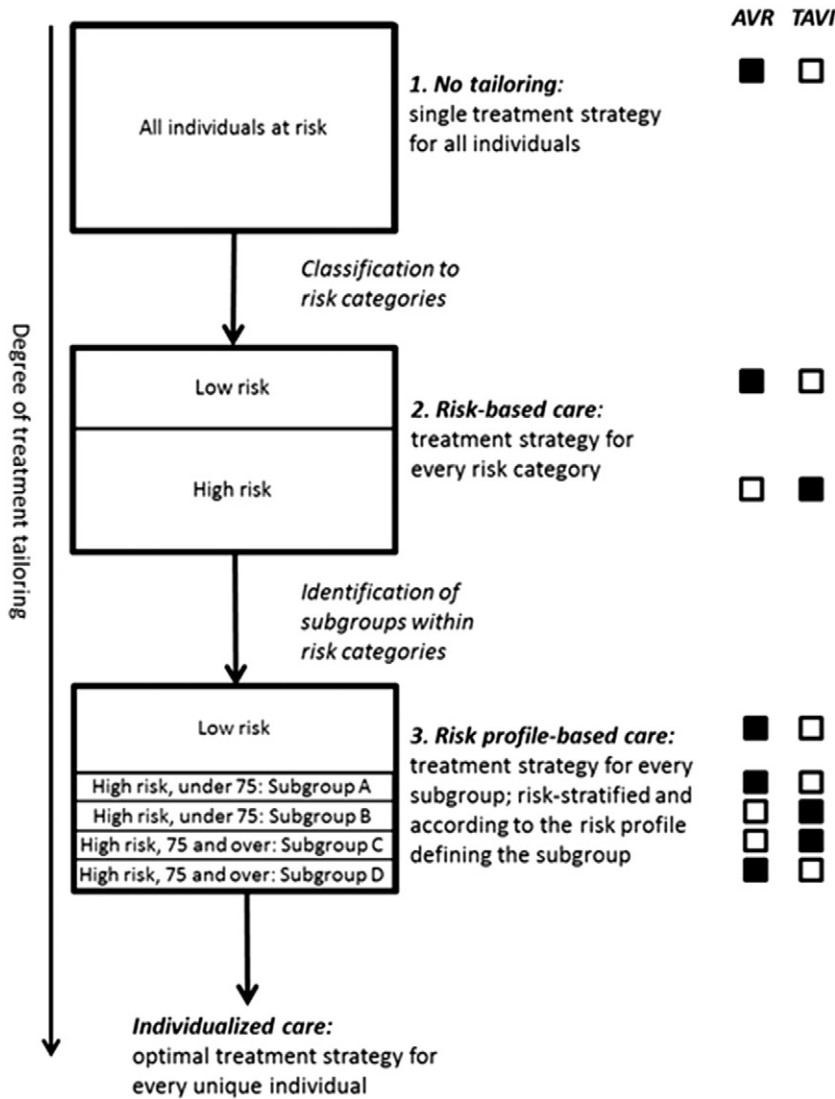 AVR TAVI
All individuals at risk
1. No tailoring:
single treatment strategy
for all individuals
Classification to
risk categories
Degree of treatment tailoring
Low risk
High risk
2. Risk-based care:
treatment strategy for
every risk category
Identification of
subgroups within
risk categories
Low risk
High risk, under 75: Subgroup A
High risk, under 75: Subgroup B
High risk, 75 and over: Subgroup C
High risk, 75 and over: Subgroup D
3. Risk profile-based care:
treatment strategy for every
subgroup; risk-stratified and
according to the risk profile
defining the subgroup
Individualized care:
optimal treatment strategy for
every unique individual